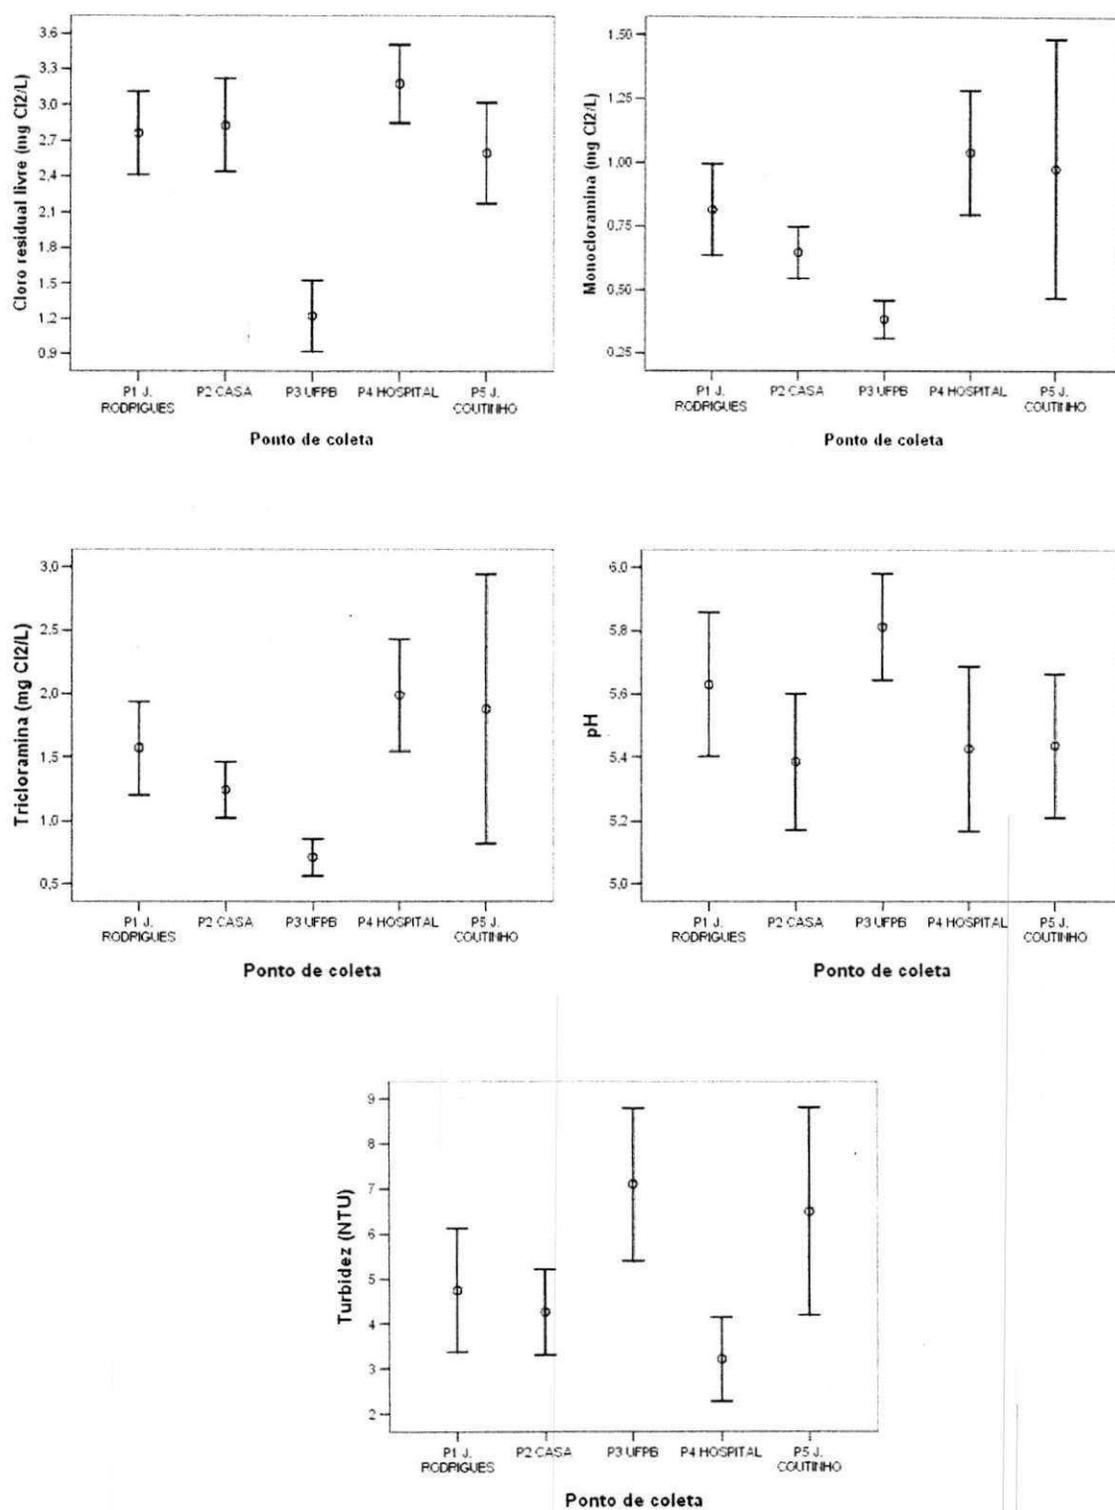 Cloro residual livre (mg Cl2/L)
3.6
3.3
3.0
2.7
2.4
2.1
1.8
1.5
1.2
0.9
P1 J. RODRIGUES
P2 CASA
P3 UFPB
P4 HOSPITAL
P5 J. COUTINHO
Ponto de coleta
Monocloramina (mg Cl2/L)
1.50
1.25
1.00
0.75
0.50
0.25
P1 J. RODRIGUES
P2 CASA
P3 UFPB
P4 HOSPITAL
P5 J. COUTINHO
Ponto de coleta
Tricloramina (mg Cl2/L)
3.0
2.5
2.0
1.5
1.0
0.5
P1 J. RODRIGUES
P2 CASA
P3 UFPB
P4 HOSPITAL
P5 J. COUTINHO
Ponto de coleta
pH
6.0
5.8
5.6
5.4
5.2
5.0
P1 J. RODRIGUES
P2 CASA
P3 UFPB
P4 HOSPITAL
P5 J. COUTINHO
Ponto de coleta
Turbidez (NTU)
9
8
7
6
5
4
3
2
P1 J. RODRIGUES
P2 CASA
P3 UFPB
P4 HOSPITAL
P5 J. COUTINHO
Ponto de coleta